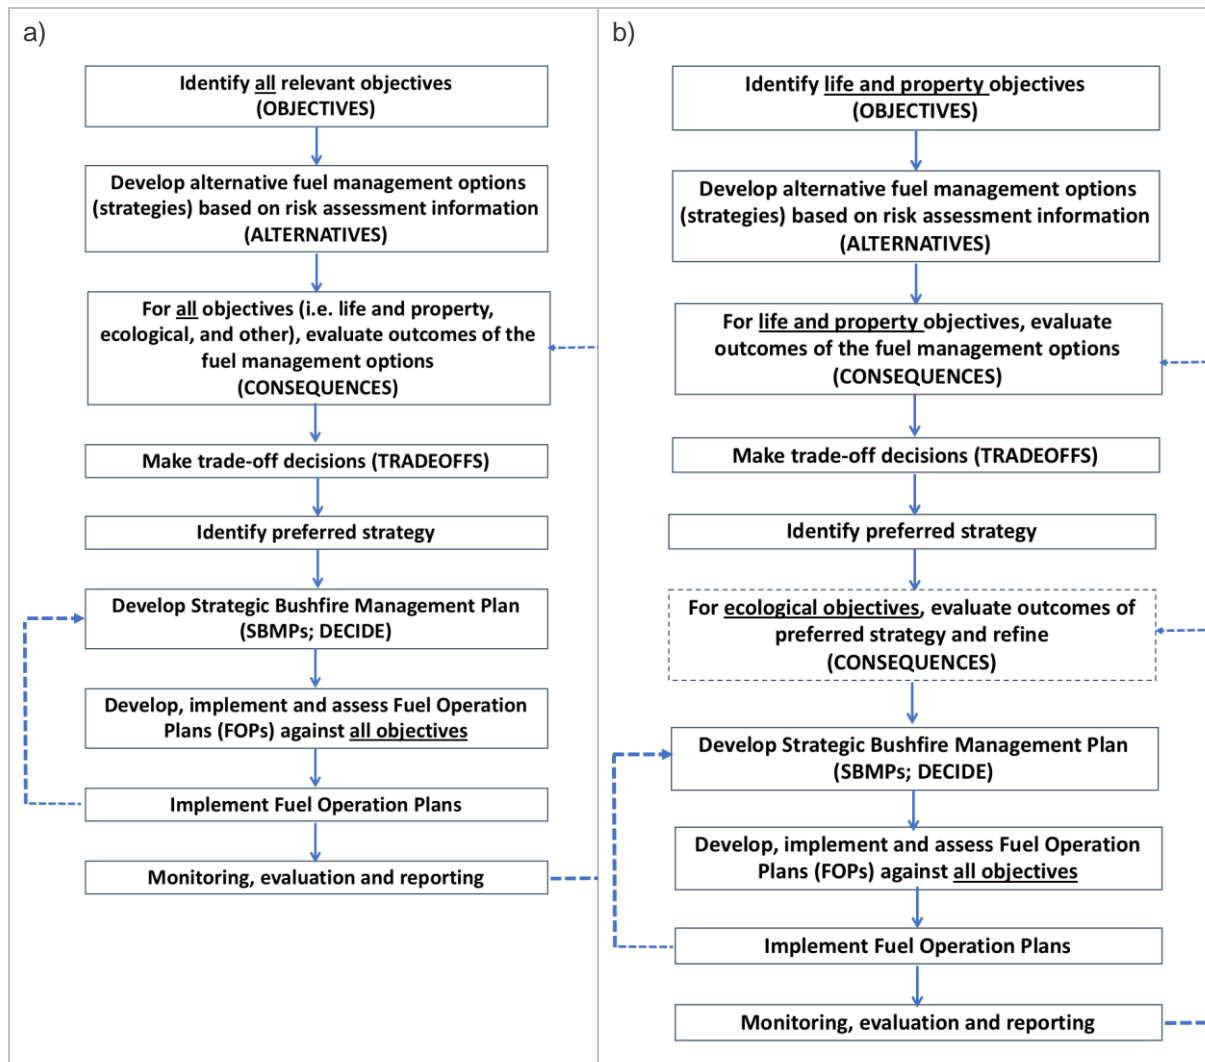 a)
Identify all relevant objectives
(OBJECTIVES)
Develop alternative fuel management options
(strategies) based on risk assessment information
(ALTERNATIVES)
For all objectives (i.e. life and property,
ecological, and other), evaluate outcomes of the
fuel management options
(CONSEQUENCES)
Make trade-off decisions (TRADEOFFS)
Identify preferred strategy
Develop Strategic Bushfire Management Plan
(SBMPs; DECIDE)
Develop, implement and assess Fuel Operation
Plans (FOPs) against all objectives
Implement Fuel Operation Plans
Monitoring, evaluation and reporting
b)
Identify life and property objectives
(OBJECTIVES)
Develop alternative fuel management options
(strategies) based on risk assessment information
(ALTERNATIVES)
For life and property objectives, evaluate
outcomes of the fuel management options
(CONSEQUENCES)
Make trade-off decisions (TRADEOFFS)
Identify preferred strategy
For ecological objectives, evaluate outcomes of
preferred strategy and refine
(CONSEQUENCES)
Develop Strategic Bushfire Management Plan
(SBMPs; DECIDE)
Develop, implement and assess Fuel Operation
Plans (FOPs) against all objectives
Implement Fuel Operation Plans
Monitoring, evaluation and reporting